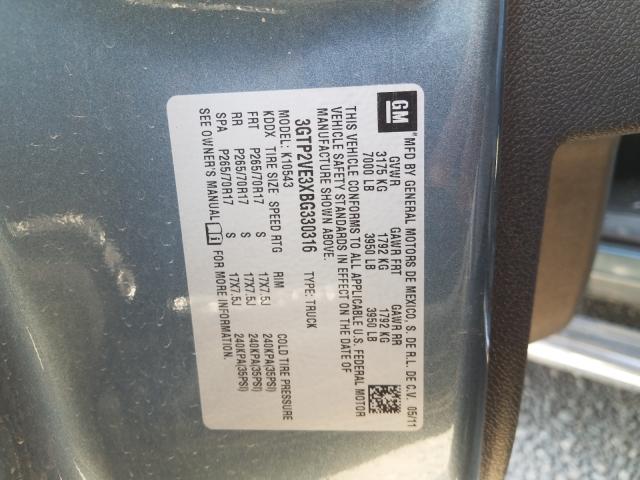 GM
"MFD BY GENERAL MOTORS DE MEXICO, S. DE R.L. DE C.V. 05/11
GVWR GAWR FRT GAWR RR
3175 KG 1792 KG 1792 KG
7000 LB 3950 LB 3950 LB
THIS VEHICLE CONFORMS TO ALL APPLICABLE U.S. FEDERAL MOTOR
VEHICLE SAFETY STANDARDS IN EFFECT ON THE DATE OF
MANUFACTURE SHOWN ABOVE.
3GTP2VE3XBG330316 TYPE: TRUCK
MODEL: K10543
KDDX TIRE SIZE SPEED RTG RIM COLD TIRE PRESSURE
FRT P265/70R17 S 17X7.5J 240KPA(35PSI)
RR P265/70R17 S 17X7.5J 240KPA(35PSI)
SPA P265/70R17 S 17X7.5J 240KPA(35PSI)
SEE OWNER'S MANUAL i FOR MORE INFORMATION.